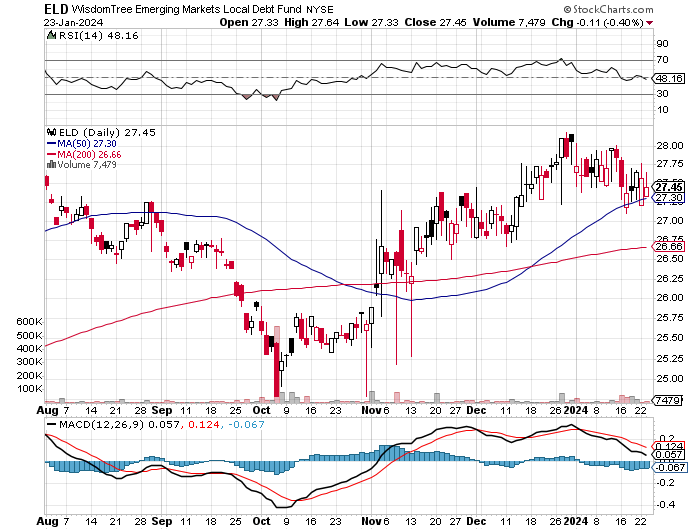 ELD WisdomTree Emerging Markets Local Debt Fund NYSE © StockCharts.com
23-Jan-2024 Open 27.33 High 27.64 Low 27.33 Close 27.45 Volume 7,479 Chg -0.11 (-0.40%)
RSI(14) 48.16
90
70
48.16
30
10
ELD (Daily) 27.45
MA(50) 27.30
MA(200) 26.66
Volume 7,479
28.00
27.75
27.45
27.30
27.00
26.75
26.66
26.50
26.25
26.00
25.75
25.50
25.25
25.00
600K
500K
400K
300K
200K
100K
7479
Aug 7 14 21 28 Sep 11 18 25 Oct 9 16 23 Nov 6 13 20 27 Dec 11 18 26 2024 8 16 22
MACD(12,26,9) 0.057, 0.124, -0.067
0.2
0.124
0.057
-0.067
-0.2
-0.4
Aug 7 14 21 28 Sep 11 18 25 Oct 9 16 23 Nov 6 13 20 27 Dec 11 18 26 2024 8 16 22